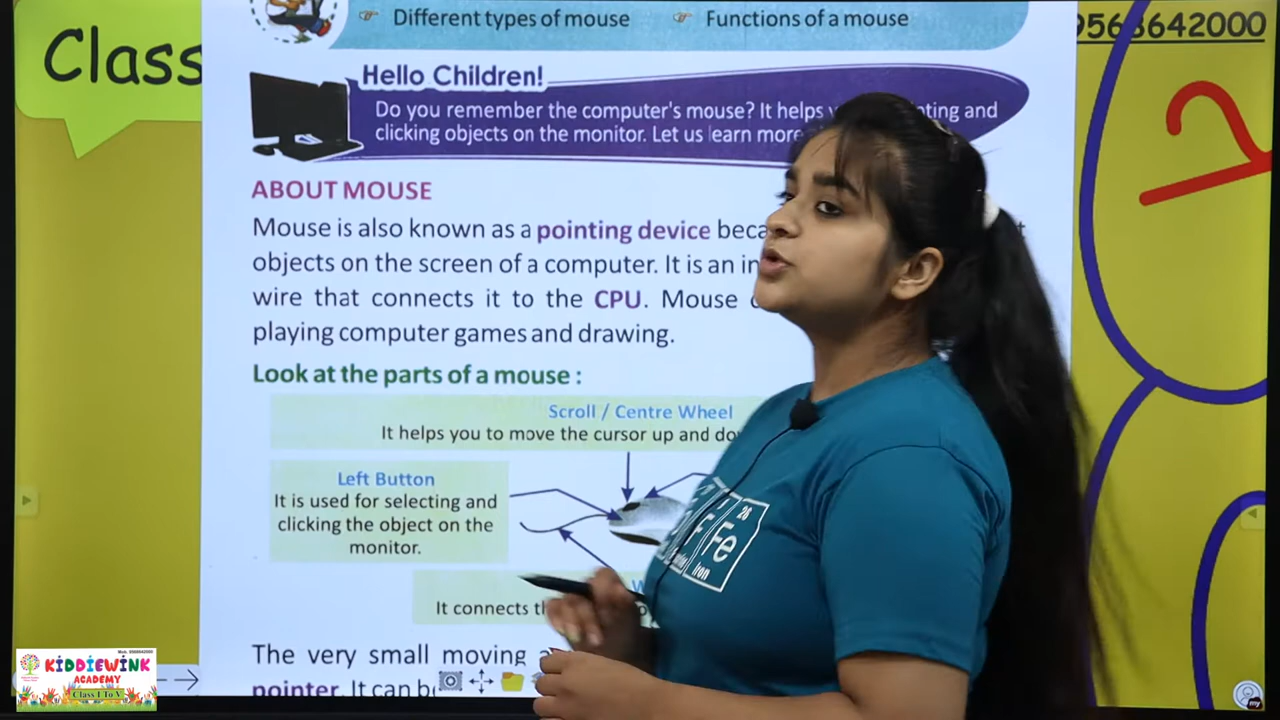 Class
Different types of mouse
Functions of a mouse
9568642000
Hello Children!
Do you remember the computer's mouse? It helps and
clicking objects on the monitor. Let us learn more
ABOUT MOUSE
Mouse is also known as a pointing device
objects on the screen of a computer. It is an
wire that connects it to the CPU. Mouse
playing computer games and drawing.
Look at the parts of a mouse :
Scroll / Centre Wheel
It helps you to move the cursor up and
Left Button
It is used for selecting and
clicking the object on the
monitor.
It connects
The very small moving
pointer. It can
26
Fe
Iron
KIDDIEWINK
ACADEMY
Class I To V